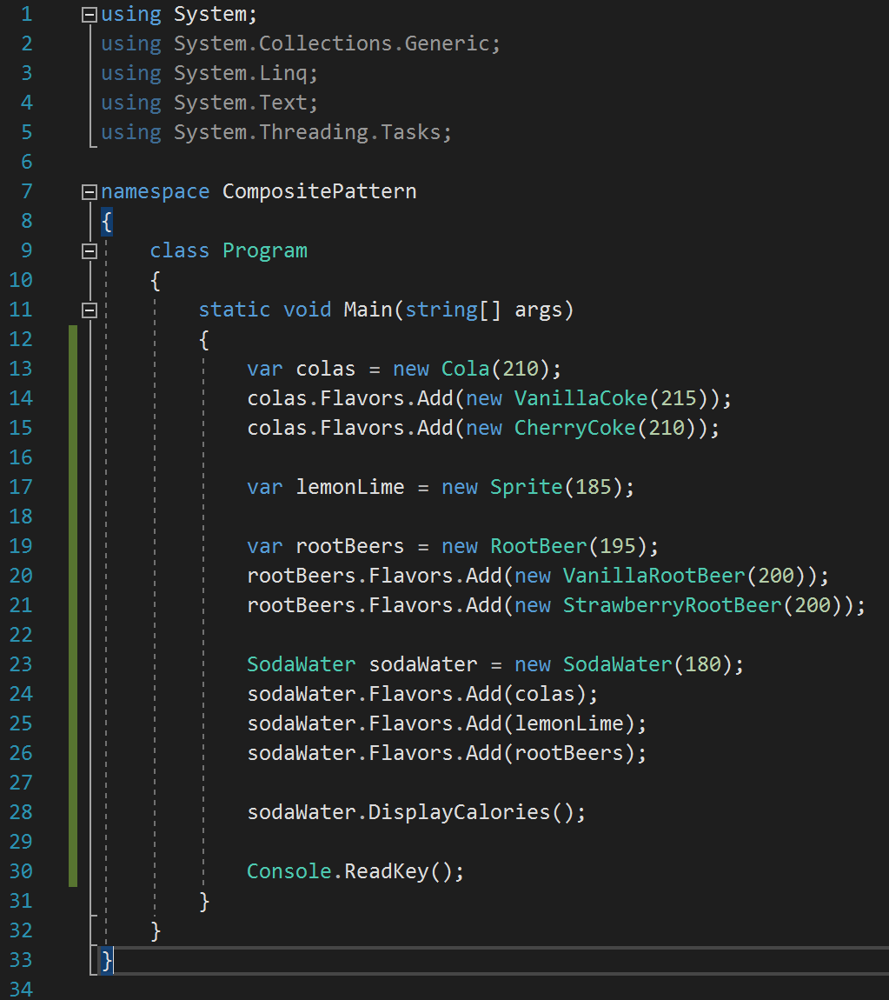 1 using System;
2 using System.Collections.Generic;
3 using System.Linq;
4 using System.Text;
5 using System.Threading.Tasks;
6
7 namespace CompositePattern
8 {
9     class Program
10     {
11         static void Main(string[] args)
12         {
13             var colas = new Cola(210);
14             colas.Flavors.Add(new VanillaCoke(215));
15             colas.Flavors.Add(new CherryCoke(210));
16
17             var lemonLime = new Sprite(185);
18
19             var rootBeers = new RootBeer(195);
20             rootBeers.Flavors.Add(new VanillaRootBeer(200));
21             rootBeers.Flavors.Add(new StrawberryRootBeer(200));
22
23             SodaWater sodaWater = new SodaWater(180);
24             sodaWater.Flavors.Add(colas);
25             sodaWater.Flavors.Add(lemonLime);
26             sodaWater.Flavors.Add(rootBeers);
27
28             sodaWater.DisplayCalories();
29
30             Console.ReadKey();
31         }
32     }
33 }
34